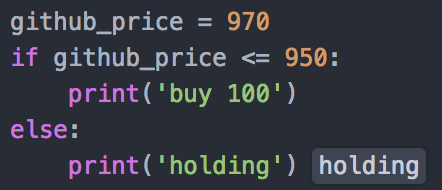 github_price = 970
if github_price <= 950:
    print('buy 100')
else:
    print('holding') holding